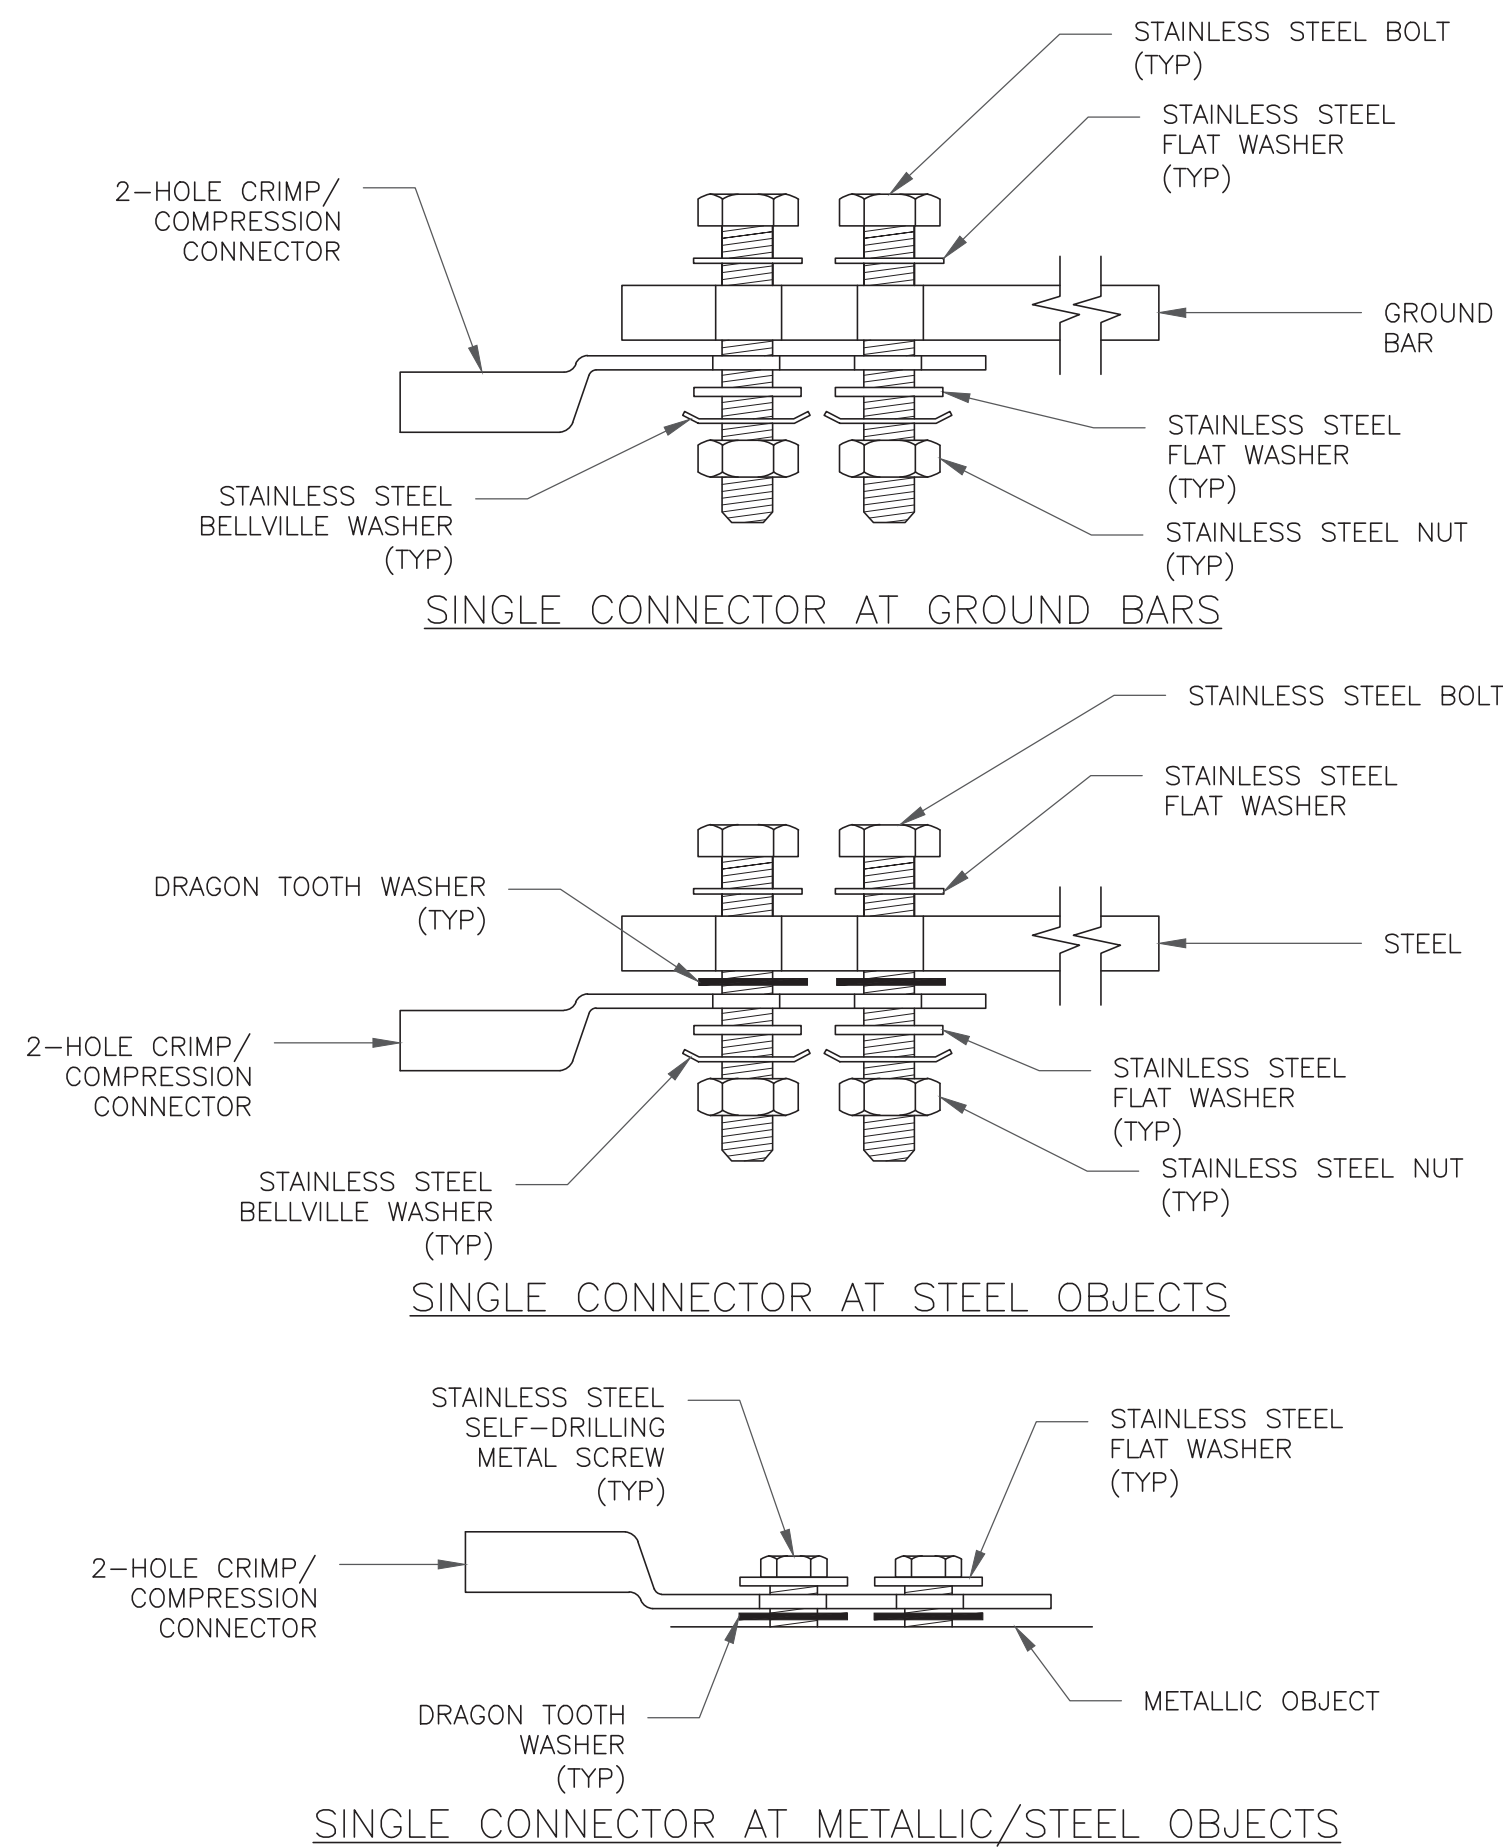 STAINLESS STEEL BOLT
(TYP)
STAINLESS STEEL
FLAT WASHER
(TYP)
2-HOLE CRIMP/
COMPRESSION
CONNECTOR
GROUND
BAR
STAINLESS STEEL
FLAT WASHER
(TYP)
STAINLESS STEEL
BELLVILLE WASHER
(TYP)
STAINLESS STEEL NUT
(TYP)
SINGLE CONNECTOR AT GROUND BARS
STAINLESS STEEL BOLT
STAINLESS STEEL
FLAT WASHER
DRAGON TOOTH WASHER
(TYP)
STEEL
2-HOLE CRIMP/
COMPRESSION
CONNECTOR
STAINLESS STEEL
FLAT WASHER
(TYP)
STAINLESS STEEL NUT
(TYP)
STAINLESS STEEL
BELLVILLE WASHER
(TYP)
SINGLE CONNECTOR AT STEEL OBJECTS
STAINLESS STEEL
SELF-DRILLING
METAL SCREW
(TYP)
STAINLESS STEEL
FLAT WASHER
(TYP)
2-HOLE CRIMP/
COMPRESSION
CONNECTOR
METALLIC OBJECT
DRAGON TOOTH
WASHER
(TYP)
SINGLE CONNECTOR AT METALLIC/STEEL OBJECTS